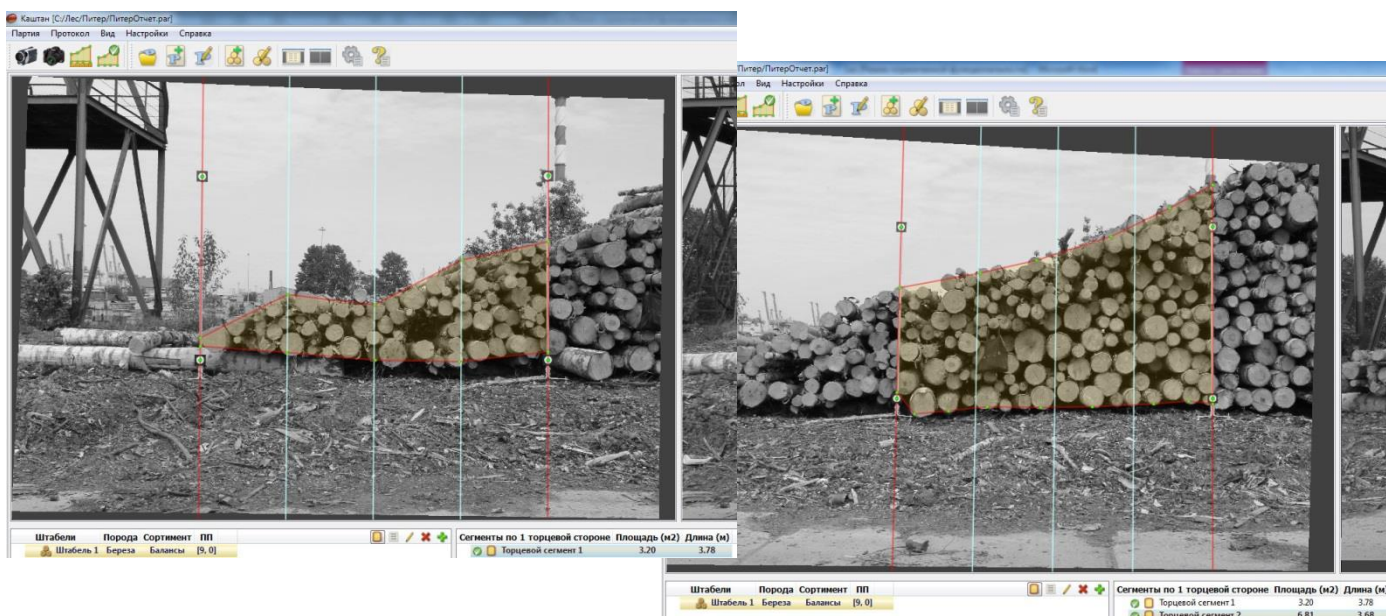 Каштан [C:/Лес/Питер/ПитерОтчет.par]
Партия Протокол Вид Настройки Справка
Штабели Порода Сортимент ПП
Штабель 1 Береза Балансы [9, 0]
Сегменты по 1 торцевой стороне Площадь (м2) Длина (м)
Торцевой сегмент 1 3.20 3.78
Питер/ПитерОтчет.par]
ол Вид Настройки Справка
Штабели Порода Сортимент ПП
Штабель 1 Береза Балансы [9, 0]
Сегменты по 1 торцевой стороне Площадь (м2) Длина (м)
Торцевой сегмент 1 3.20 3.78
Торцевой сегмент 2 6.81 3.68